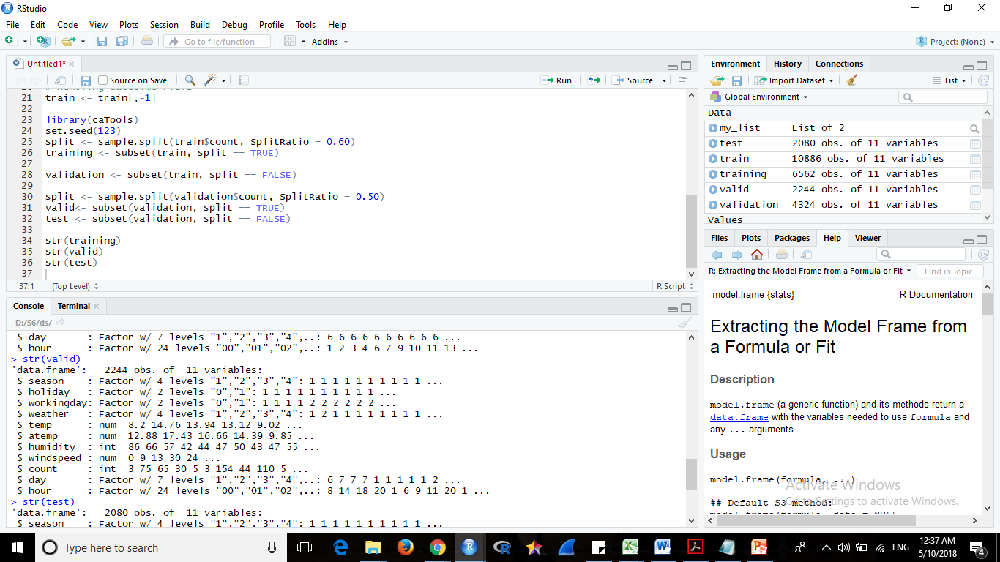 RStudio
File Edit Code View Plots Session Build Debug Profile Tools Help
Go to file/function Addins Project: (None)
Untitled1*
Source on Save Run Source
20 # Removing datetime field
21 train <- train[,-1]
22
23 library(caTools)
24 set.seed(123)
25 split <- sample.split(train$count, SplitRatio = 0.60)
26 training <- subset(train, split == TRUE)
27
28 validation <- subset(train, split == FALSE)
29
30 split <- sample.split(validation$count, SplitRatio = 0.50)
31 valid<- subset(validation, split == TRUE)
32 test <- subset(validation, split == FALSE)
33
34 str(training)
35 str(valid)
36 str(test)
37
37:1 (Top Level) R Script
Console Terminal
D:/S6/ds/
$ day : Factor w/ 7 levels "1","2","3","4",..: 6 6 6 6 6 6 6 6 6 6 ...
$ hour : Factor w/ 24 levels "00","01","02",..: 1 2 3 4 6 7 9 10 11 13 ...
> str(valid)
'data.frame': 2244 obs. of 11 variables:
$ season : Factor w/ 4 levels "1","2","3","4": 1 1 1 1 1 1 1 1 1 1 ...
$ holiday : Factor w/ 2 levels "0","1": 1 1 1 1 1 1 1 1 1 1 ...
$ workingday: Factor w/ 2 levels "0","1": 1 1 1 1 2 2 2 2 2 2 ...
$ weather : Factor w/ 4 levels "1","2","3","4": 1 2 1 1 1 1 1 1 1 1 ...
$ temp : num 8.2 14.76 13.94 13.12 9.02 ...
$ atemp : num 12.88 17.43 16.66 14.39 9.85 ...
$ humidity : int 86 66 57 42 44 47 50 43 47 55 ...
$ windspeed : num 0 9 13 30 24 ...
$ count : int 3 75 65 30 5 3 154 44 110 5 ...
$ day : Factor w/ 7 levels "1","2","3","4",..: 6 7 7 7 1 1 1 1 1 2 ...
$ hour : Factor w/ 24 levels "00","01","02",..: 8 14 18 20 1 6 9 11 20 1 ...
> str(test)
'data.frame': 2080 obs. of 11 variables:
$ season : Factor w/ 4 levels "1","2","3","4": 1 1 1 1 1 1 1 1 1 1 ...
Environment History Connections
Import Dataset List
Global Environment
Data
my_list List of 2
test 2080 obs. of 11 variables
train 10886 obs. of 11 variables
training 6562 obs. of 11 variables
valid 2244 obs. of 11 variables
validation 4324 obs. of 11 variables
Values
Files Plots Packages Help Viewer
R: Extracting the Model Frame from a Formula or Fit Find in Topic
model.frame {stats} R Documentation
Extracting the Model Frame from
a Formula or Fit
Description
model.frame (a generic function) and its methods return a
data.frame with the variables needed to use formula and
any ... arguments.
Usage
model.frame(formula, ...)
Activate Windows
Go to Settings to activate Windows.
## Default S3 method:
model.frame(formula, data = NULL,
Type here to search
ENG
12:37 AM
5/10/2018
4